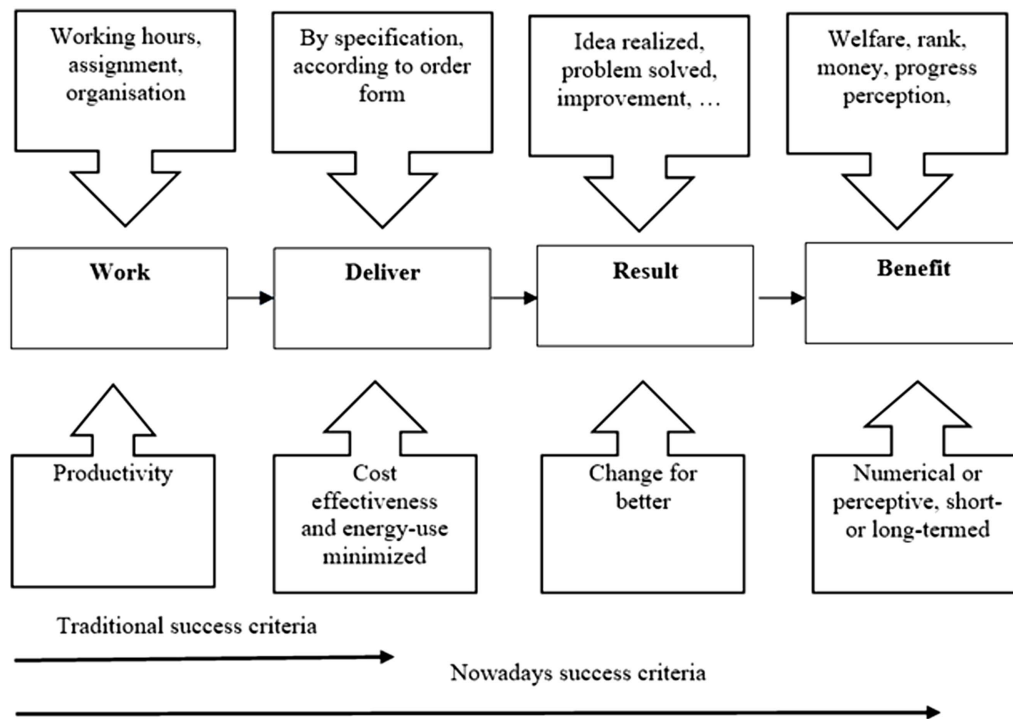 Working hours,
assignment,
organisation
By specification,
according to order
form
Idea realized,
problem solved,
improvement, …
Welfare, rank,
money, progress
perception,
Work
Deliver
Result
Benefit
Productivity
Cost
effectiveness
and energy-use
minimized
Change for
better
Numerical or
perceptive, short-
or long-termed
Traditional success criteria
Nowadays success criteria